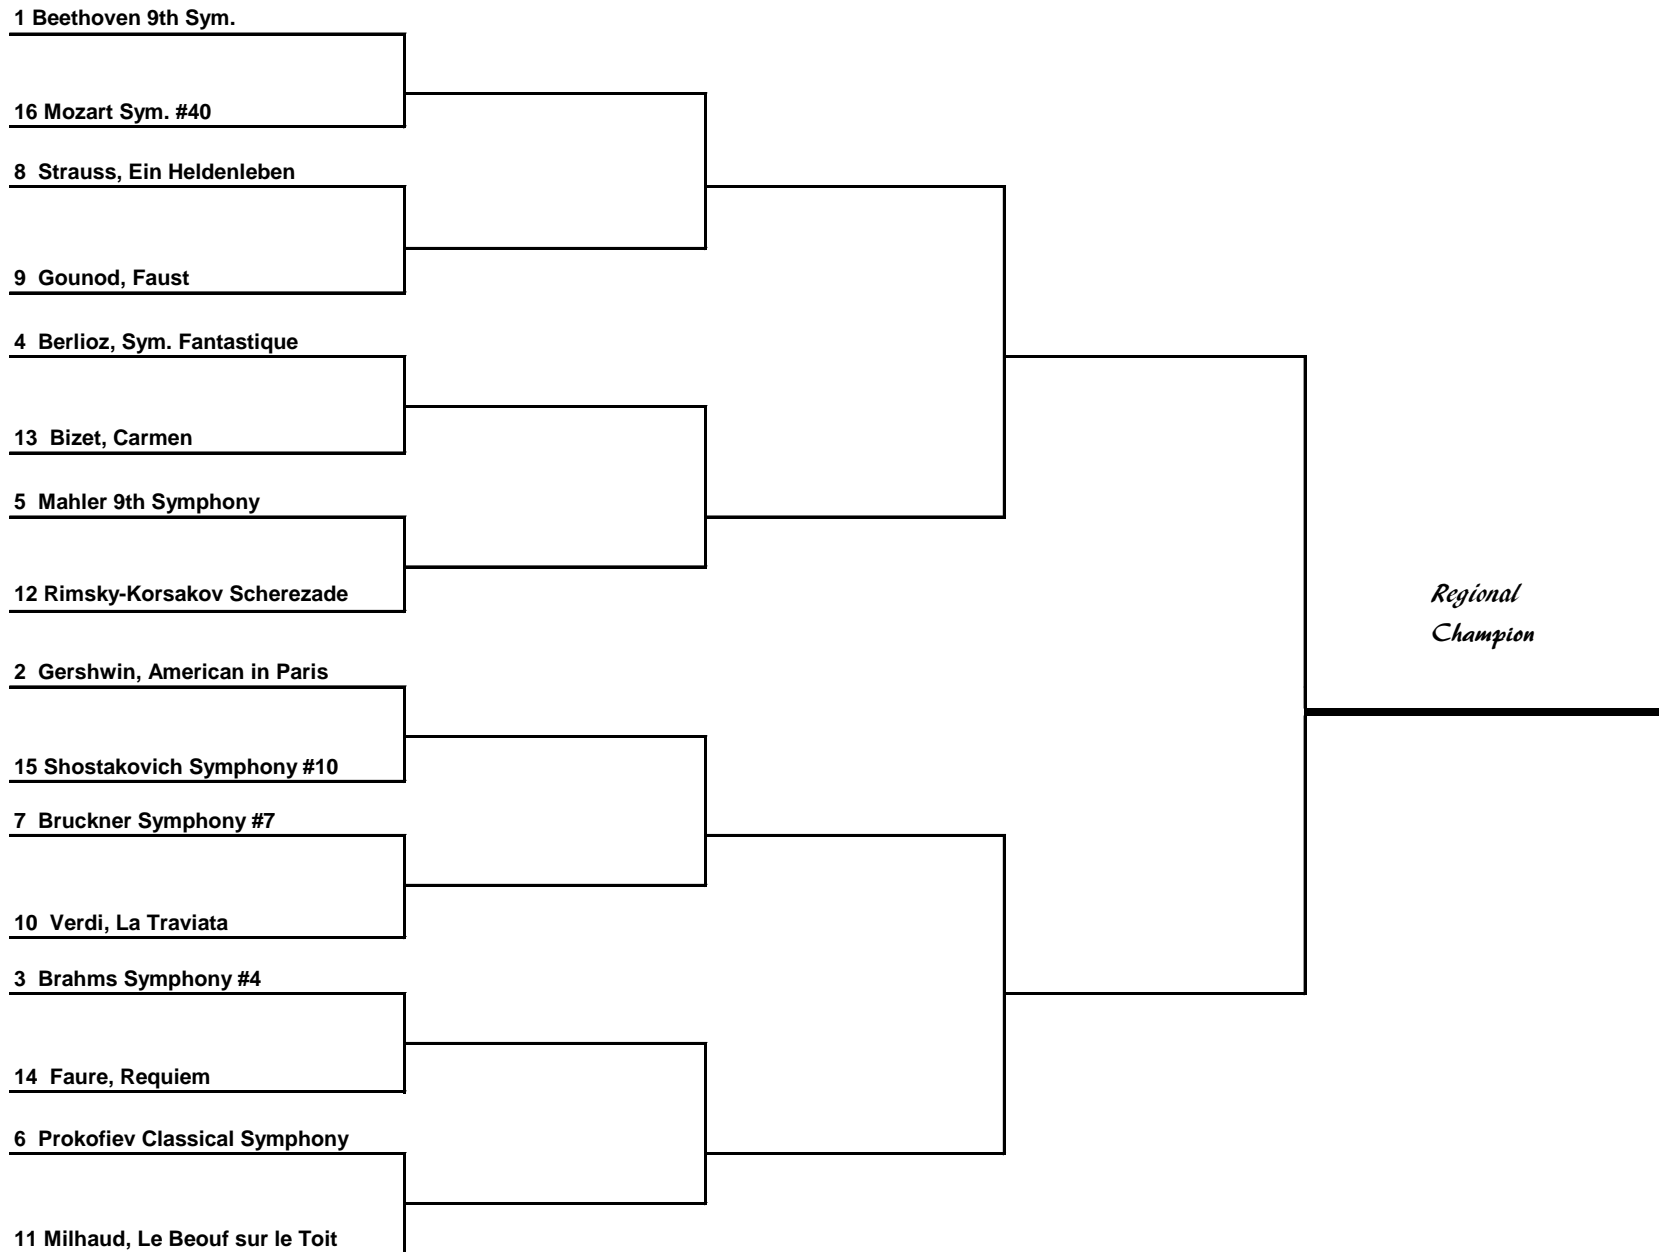 1 Beethoven 9th Sym.
16 Mozart Sym. #40
8 Strauss, Ein Heldenleben
9 Gounod, Faust
4 Berlioz, Sym. Fantastique
13 Bizet, Carmen
5 Mahler 9th Symphony
12 Rimsky-Korsakov Scherezade
Regional
Champion
2 Gershwin, American in Paris
15 Shostakovich Symphony #10
7 Bruckner Symphony #7
10 Verdi, La Traviata
3 Brahms Symphony #4
14 Faure, Requiem
6 Prokofiev Classical Symphony
11 Milhaud, Le Beouf sur le Toit